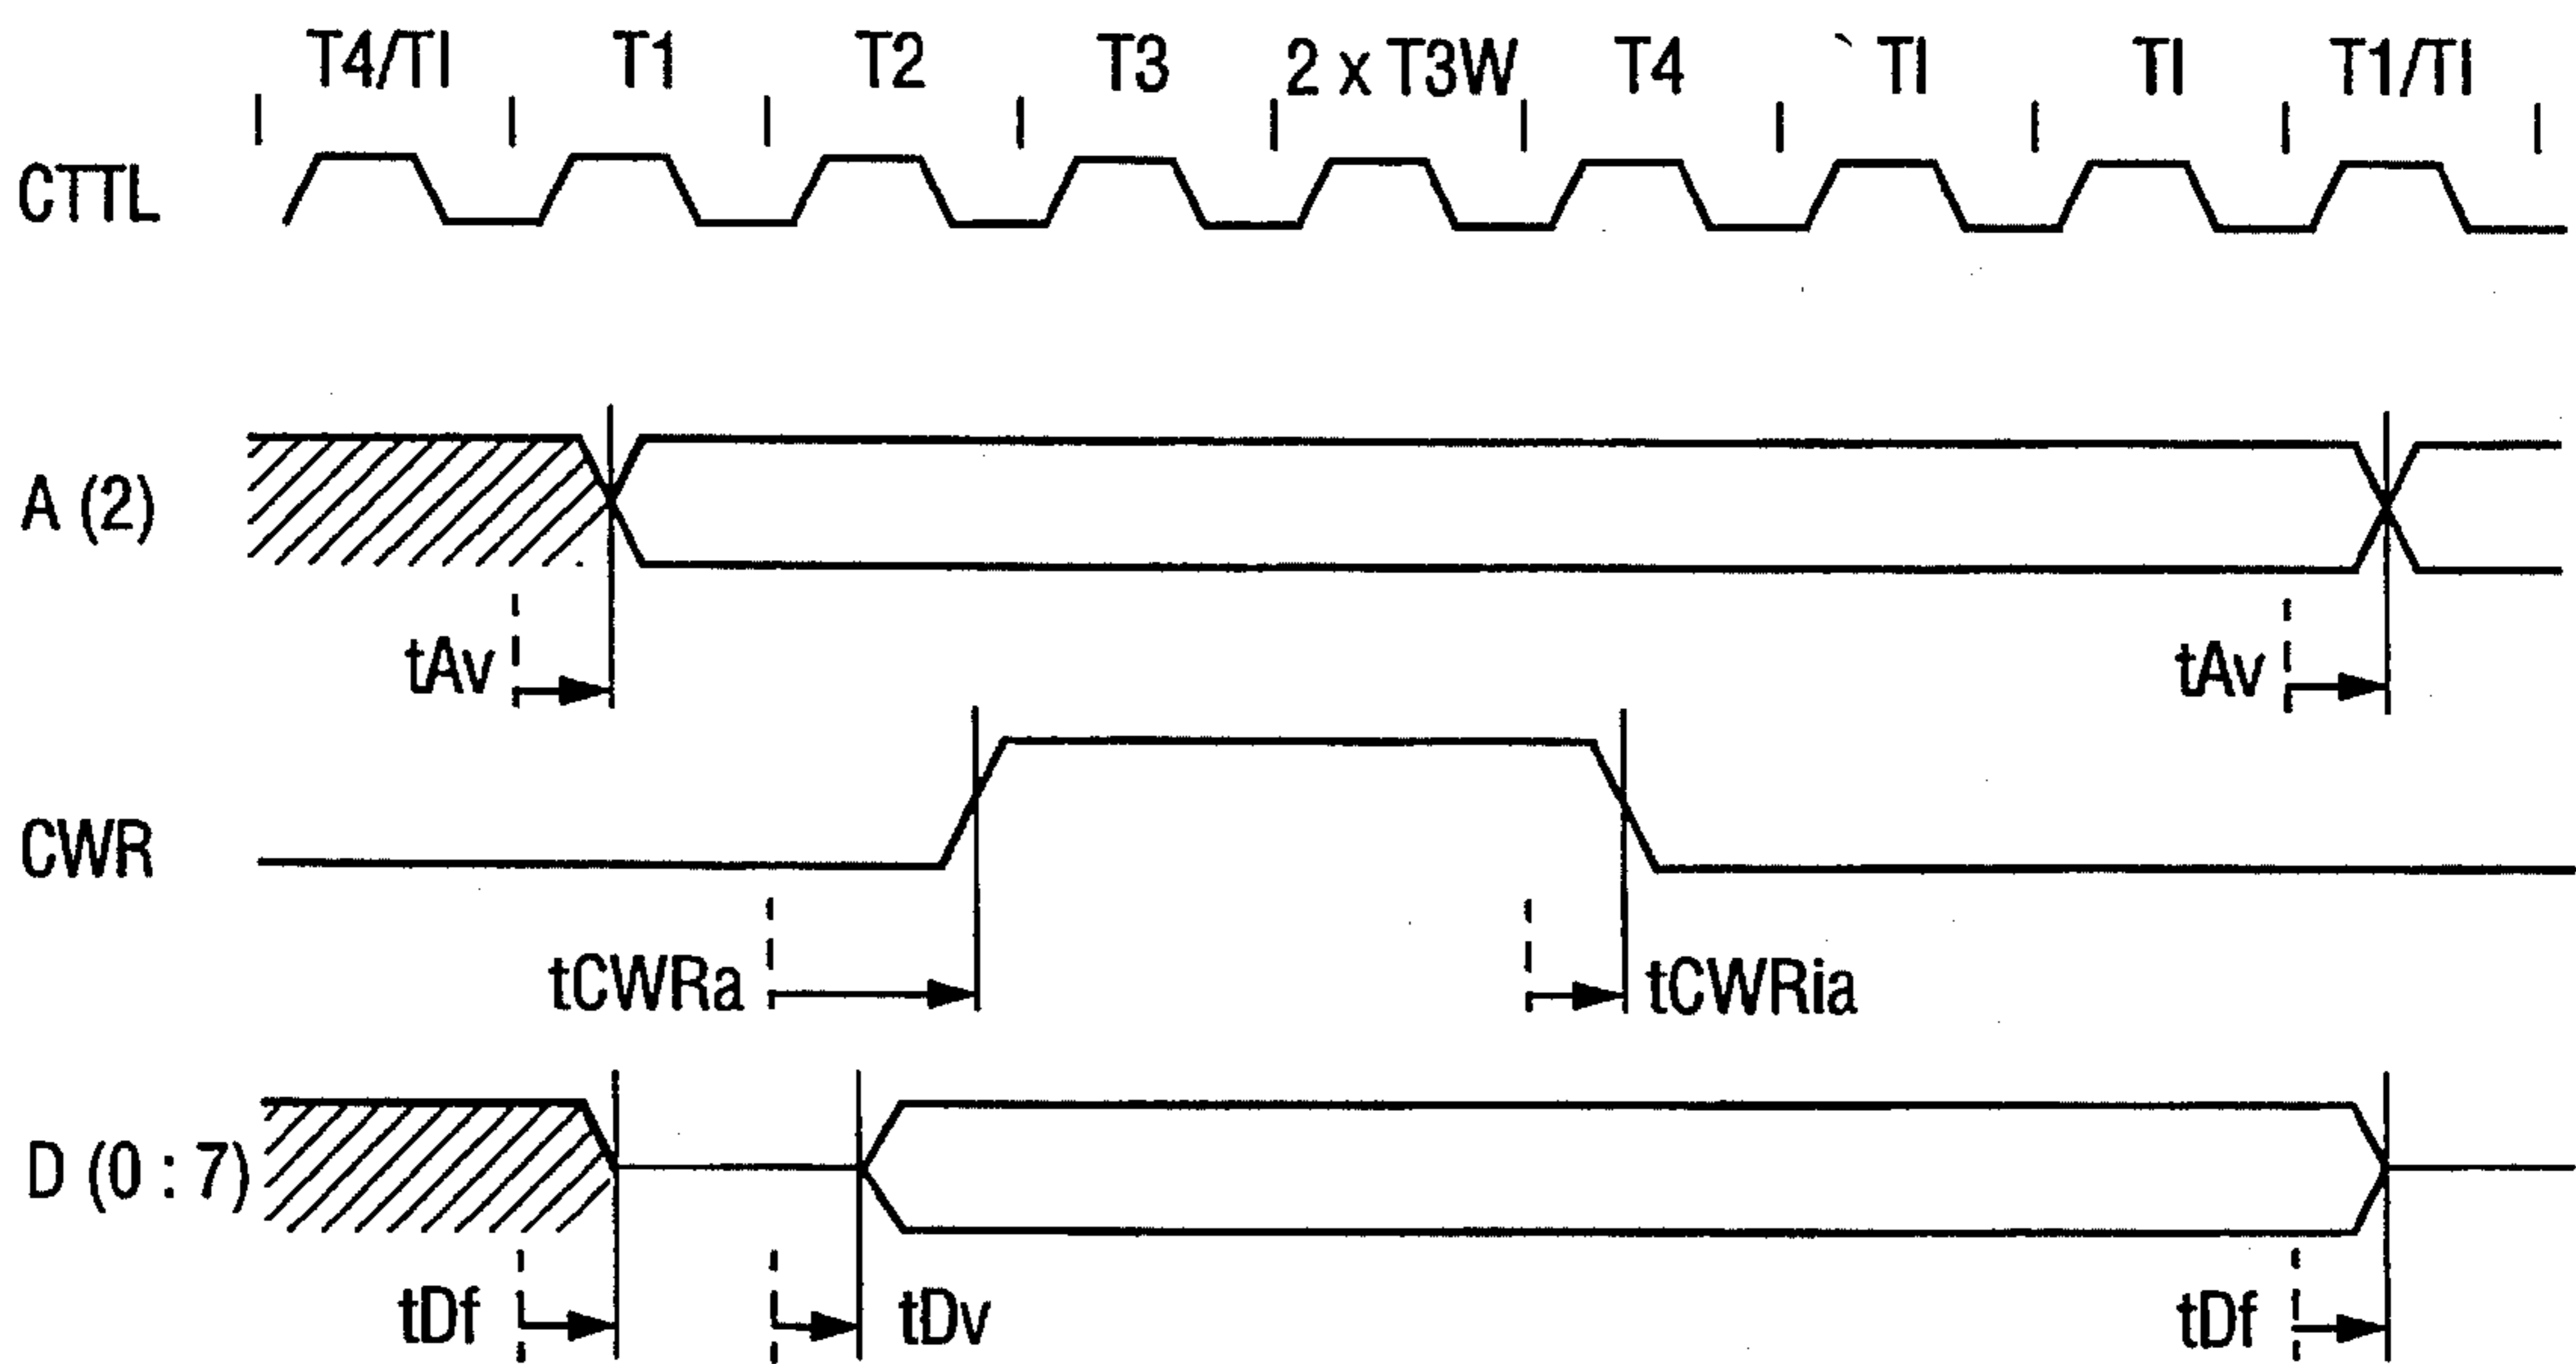 T4/TI T1 T2 T3 2 x T3W T4 TI TI T1/TI
CTTL
A (2)
tAv tAv
CWR
tCWRa tCWRia
D (0 : 7)
tDf tDv tDf